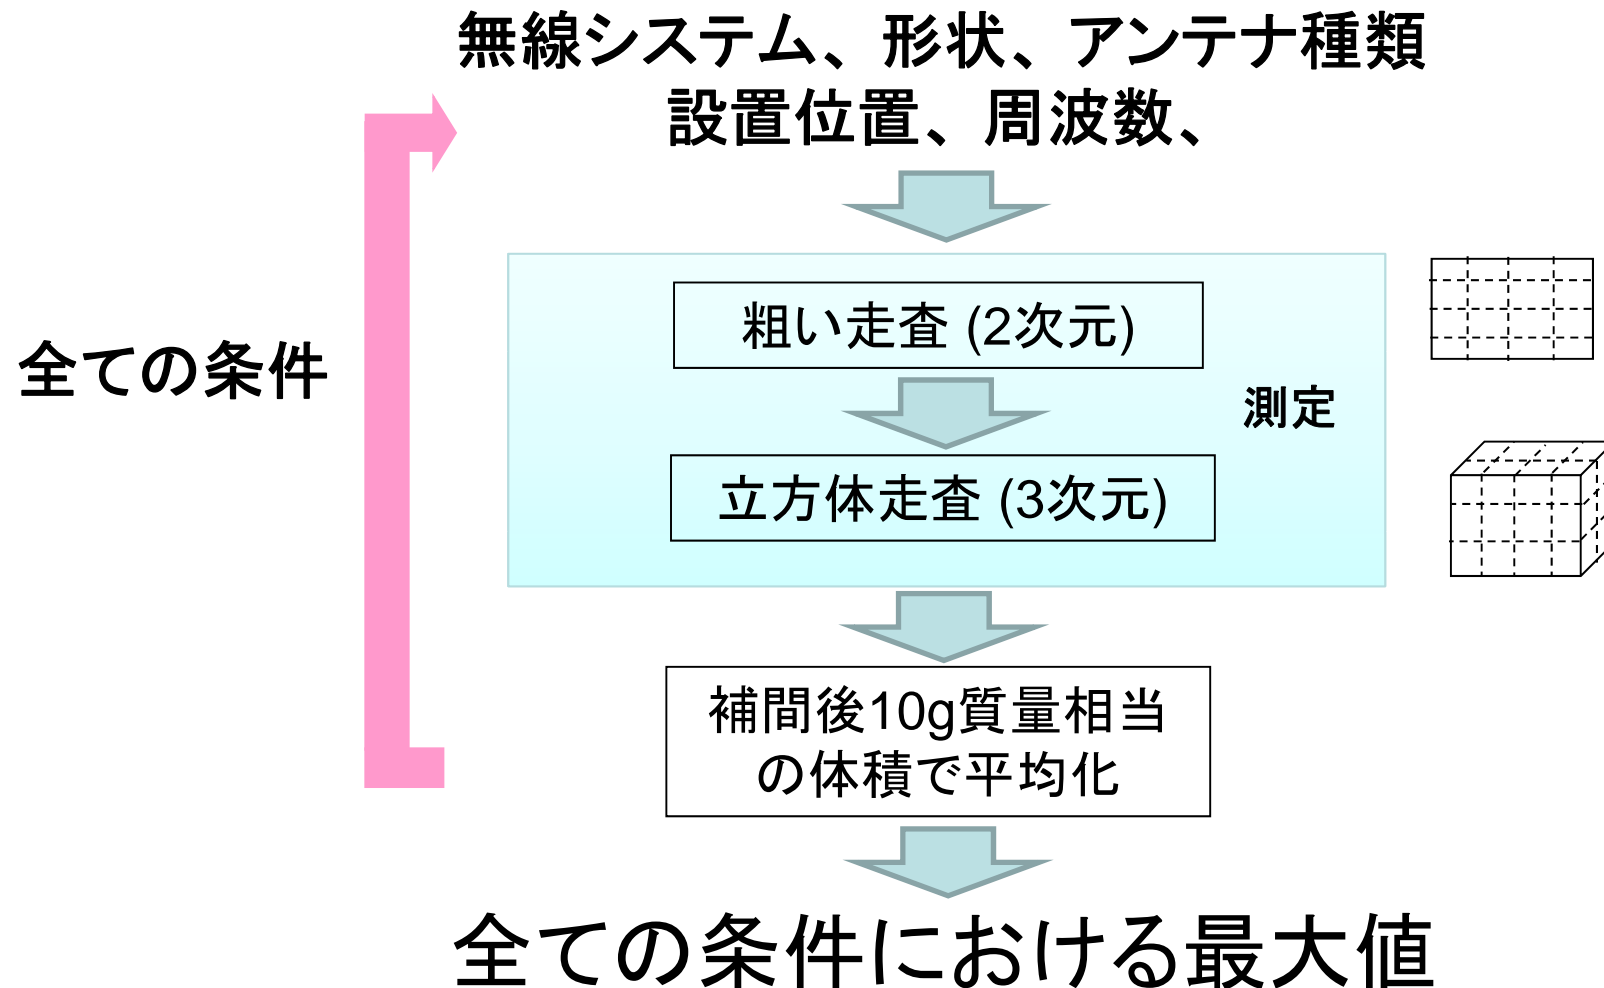 無線システム、形状、アンテナ種類
設置位置、周波数、
粗い走査 (2次元)
全ての条件
測定
立方体走査 (3次元)
補間後10g質量相当
の体積で平均化
全ての条件における最大値